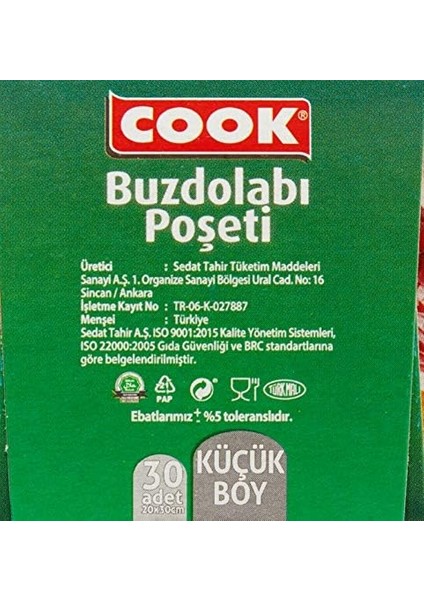 COOK®
Buzdolabı
Poşeti
Üretici : Sedat Tahir Tüketim Maddeleri
Sanayi A.Ş. 1. Organize Sanayi Bölgesi Ural Cad. No: 16
Sincan / Ankara
İşletme Kayıt No : TR-06-K-027887
Menşei : Türkiye
Sedat Tahir A.Ş. ISO 9001:2015 Kalite Yönetim Sistemleri,
ISO 22000:2005 Gıda Güvenliği ve BRC standartlarına
göre belgelendirilmiştir.
PAP TÜRK MALI
Ebatlarımız ± %5 toleranslıdır.
30
adet
20x30cm
KÜÇÜK
BOY